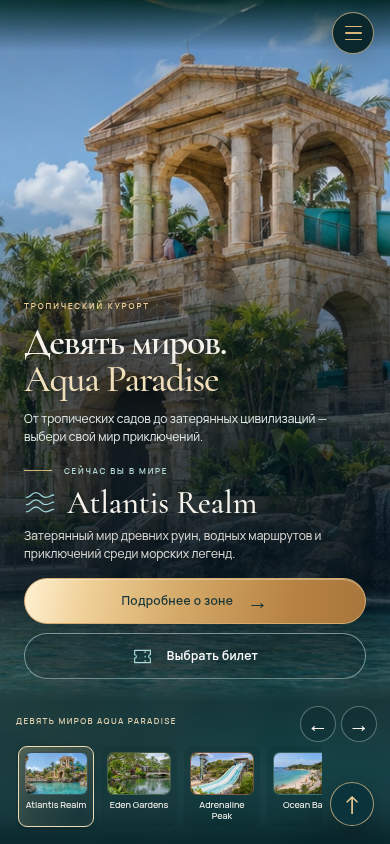 ТРОПИЧЕСКИЙ КУРОРТ
Девять миров.
Aqua Paradise
От тропических садов до затерянных цивилизаций —
выбери свой мир приключений.
СЕЙЧАС ВЫ В МИРЕ
Atlantis Realm
Затерянный мир древних руин, водных маршрутов и
приключений среди морских легенд.
Подробнее о зоне →
Выбрать билет
ДЕВЯТЬ МИРОВ AQUA PARADISE
← →
Atlantis Realm
Eden Gardens
Adrenaline
Peak
Ocean Ba
↑